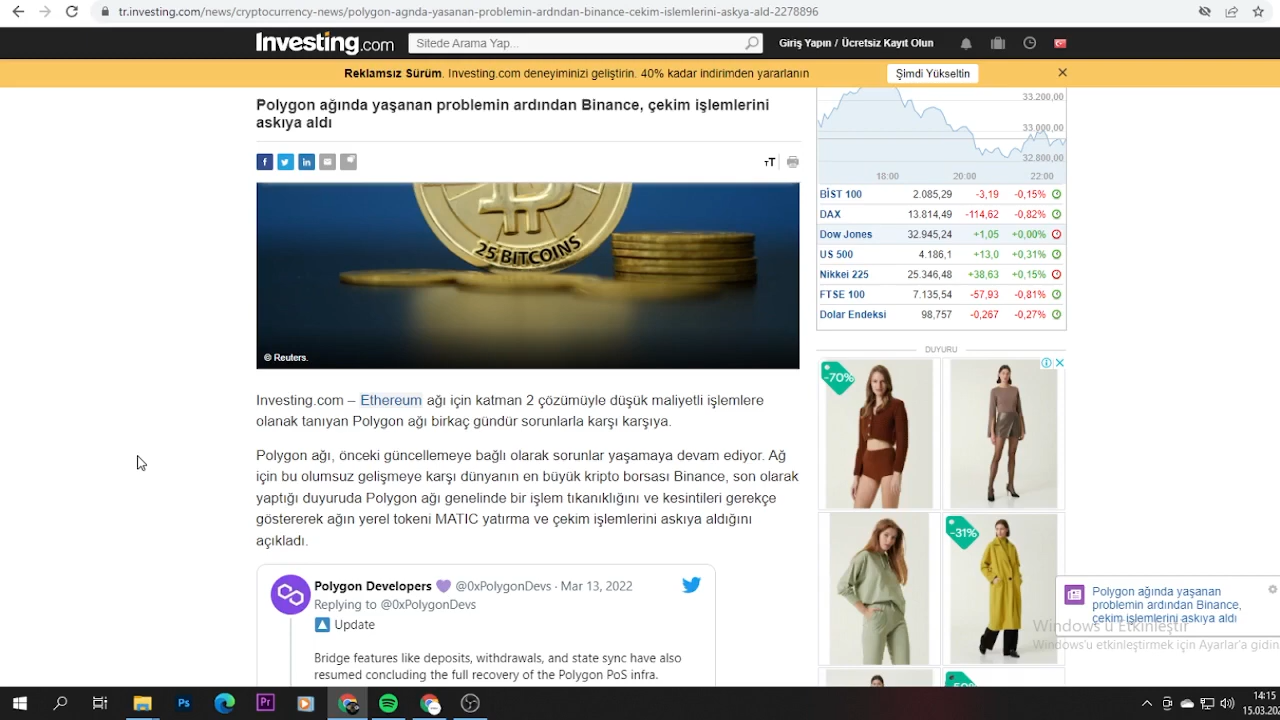 tr.investing.com/news/cryptocurrency-news/polygon-agnda-yasanan-problemin-ardndan-binance-cekim-islemlerini-askya-ald-2278896
Investing.com
Sitede Arama Yap...
Giriş Yapın / Ücretsiz Kayıt Olun
Reklamsız Sürüm. Investing.com deneyiminizi geliştirin. 40% kadar indirimden yararlanın
Şimdi Yükseltin
Polygon ağında yaşanan problemin ardından Binance, çekim işlemlerini
askıya aldı
25 BITCOINS
© Reuters.
Investing.com – Ethereum ağı için katman 2 çözümüyle düşük maliyetli işlemlere
olanak tanıyan Polygon ağı birkaç gündür sorunlarla karşı karşıya.
Polygon ağı, önceki güncellemeye bağlı olarak sorunlar yaşamaya devam ediyor. Ağ
için bu olumsuz gelişmeye karşı dünyanın en büyük kripto borsası Binance, son olarak
yaptığı duyuruda Polygon ağı genelinde bir işlem tıkanıklığını ve kesintileri gerekçe
göstererek ağın yerel tokeni MATIC yatırma ve çekim işlemlerini askıya aldığını
açıkladı.
Polygon Developers 💜 @0xPolygonDevs · Mar 13, 2022
Replying to @0xPolygonDevs
Update
Bridge features like deposits, withdrawals, and state sync have also
resumed concluding the full recovery of the Polygon PoS infra.
33.200,00
33.000,00
32.800,00
18:00 20:00 22:00
BİST 100 2.085,29 -3,19 -0,15%
DAX 13.814,49 -114,62 -0,82%
Dow Jones 32.945,24 +1,05 +0,00%
US 500 4.186,1 +13,0 +0,31%
Nikkei 225 25.346,48 +38,63 +0,15%
FTSE 100 7.135,54 -57,93 -0,81%
Dolar Endeksi 98,757 -0,267 -0,27%
DUYURU
-70%
-31%
Polygon ağında yaşanan
problemin ardından Binance,
çekim işlemlerini askıya aldı
Windows'u Etkinleştir
Windows'u etkinleştirmek için Ayarlar'a gidin
14:15
15.03.202